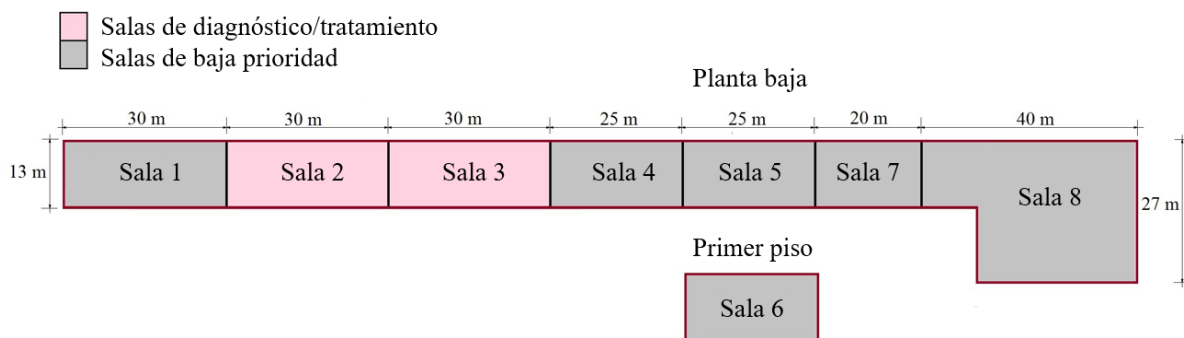 Salas de diagnóstico/tratamiento
Salas de baja prioridad
Planta baja
30 m 30 m 30 m 25 m 25 m 20 m 40 m
13 m Sala 1 Sala 2 Sala 3 Sala 4 Sala 5 Sala 7 Sala 8 27 m
Primer piso
Sala 6